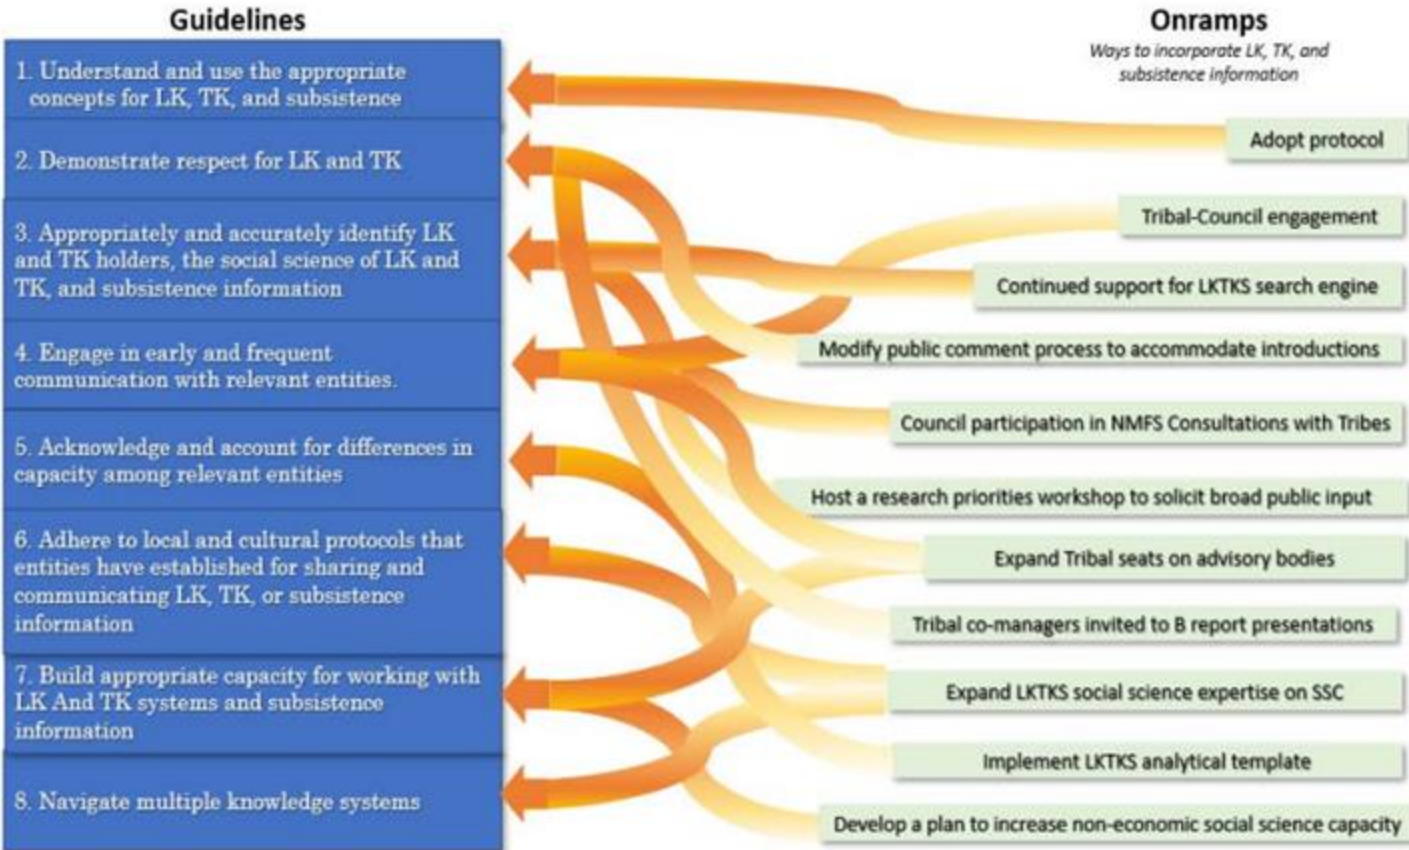 Guidelines
1. Understand and use the appropriate
concepts for LK, TK, and subsistence
2. Demonstrate respect for LK and TK
3. Appropriately and accurately identify LK
and TK holders, the social science of LK and
TK, and subsistence information
4. Engage in early and frequent
communication with relevant entities.
5. Acknowledge and account for differences in
capacity among relevant entities
6. Adhere to local and cultural protocols that
entities have established for sharing and
communicating LK, TK, or subsistence
information
7. Build appropriate capacity for working with
LK And TK systems and subsistence
information
8. Navigate multiple knowledge systems
Onramps
Ways to incorporate LK, TK, and
subsistence information
Adopt protocol
Tribal-Council engagement
Continued support for LKTKS search engine
Modify public comment process to accommodate introductions
Council participation in NMFS Consultations with Tribes
Host a research priorities workshop to solicit broad public input
Expand Tribal seats on advisory bodies
Tribal co-managers invited to B report presentations
Expand LKTKS social science expertise on SSC
Implement LKTKS analytical template
Develop a plan to increase non-economic social science capacity